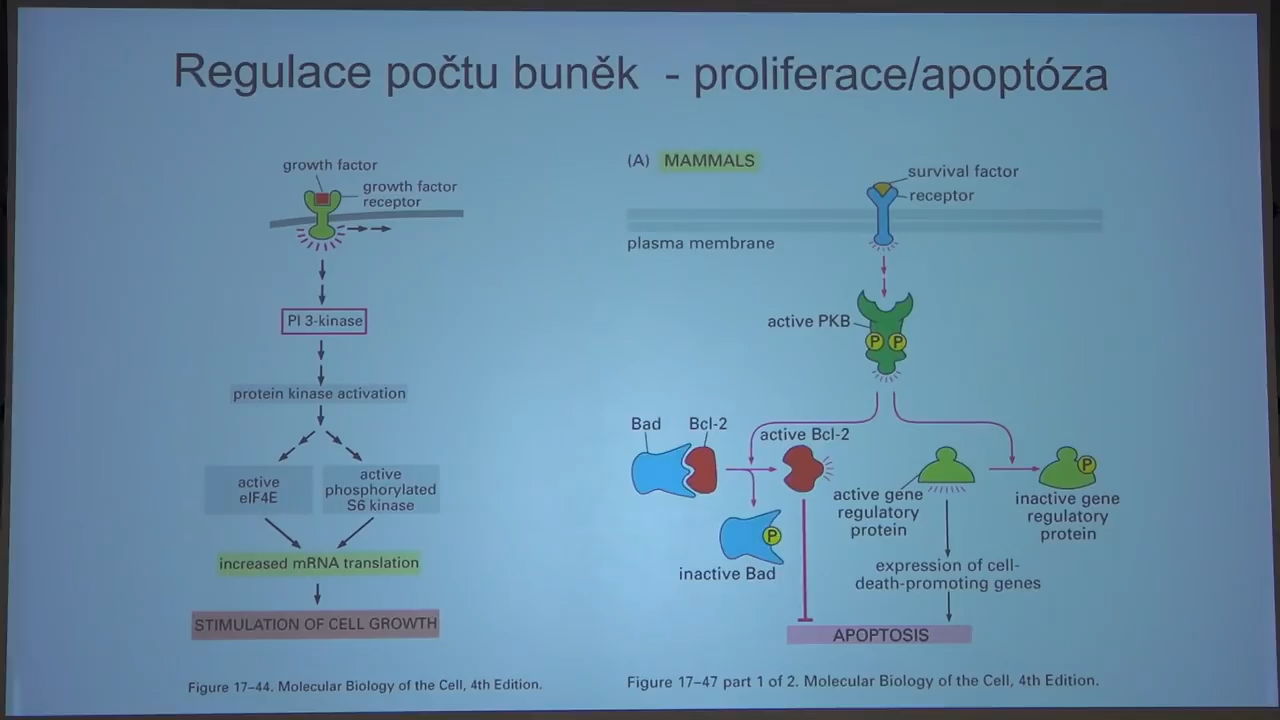 Regulace počtu buněk - proliferace/apoptóza
growth factor
growth factor
receptor
PI 3-kinase
protein kinase activation
active
eIF4E
active
phosphorylated
S6 kinase
increased mRNA translation
STIMULATION OF CELL GROWTH
Figure 17–44. Molecular Biology of the Cell, 4th Edition.
(A) MAMMALS
survival factor
receptor
plasma membrane
active PKB
P P
Bad Bcl-2
active Bcl-2
P
inactive Bad
active gene
regulatory
protein
P
inactive gene
regulatory
protein
expression of cell-
death-promoting genes
APOPTOSIS
Figure 17–47 part 1 of 2. Molecular Biology of the Cell, 4th Edition.